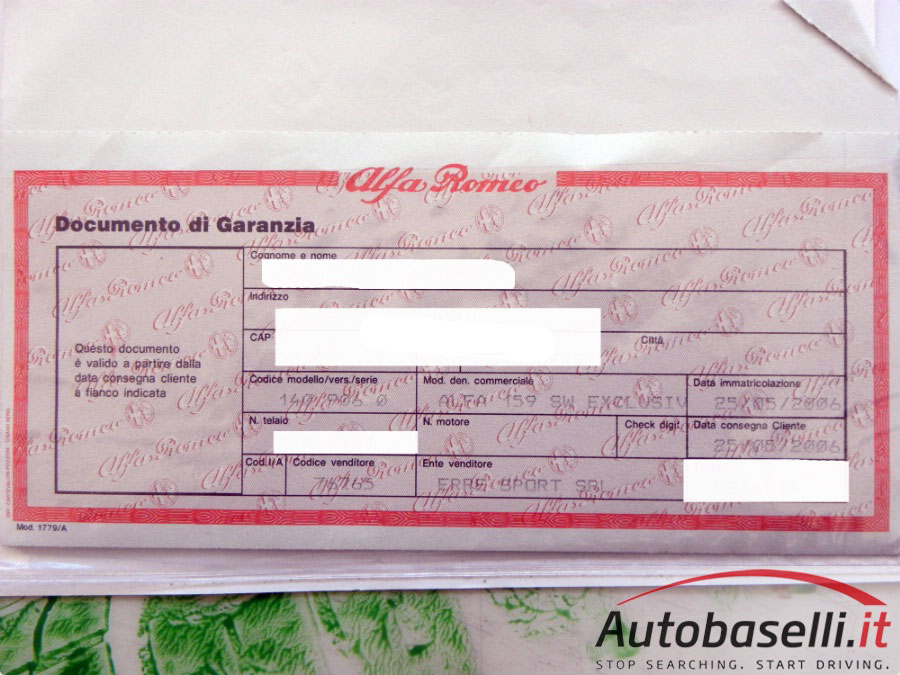 Alfa Romeo
Documento di Garanzia
Cognome e nome
Indirizzo
CAP
Città
Questo documento
è valido a partire dalla
data consegna cliente
a fianco indicata
Codice modello/vers./serie
Mod. den. commerciale
Data immatricolazione
ALFA 159 SW EXCLUSIV
25/05/2006
N. telaio
N. motore
Check digit
Data consegna Cliente
25/05/2006
Cod.I/A
Codice venditore
Ente venditore
ERRE SPORT SRL
Mod. 1779/A
Autobaselli.it
STOP SEARCHING. START DRIVING.